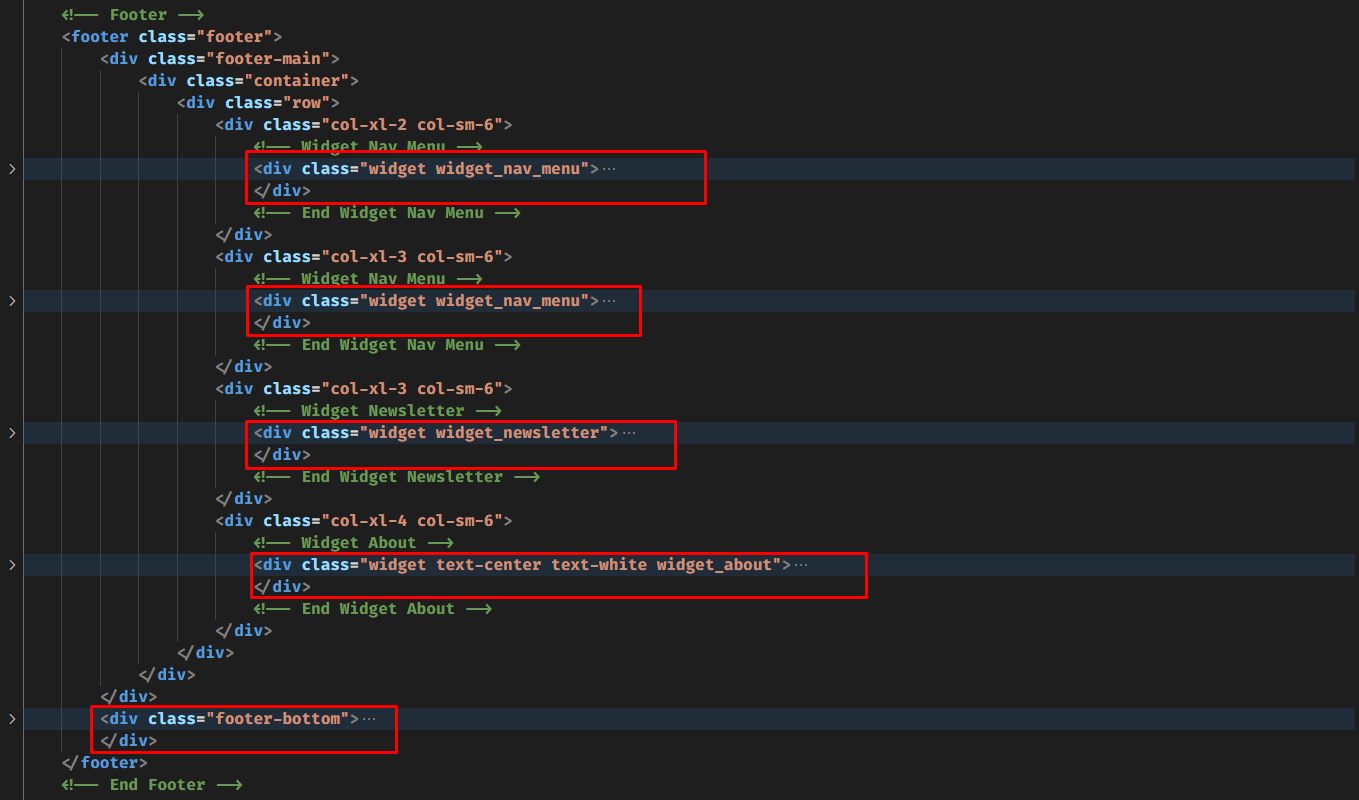 <!-- Footer -->
<footer class="footer">
<div class="footer-main">
<div class="container">
<div class="row">
<div class="col-xl-2 col-sm-6">
<!-- Widget Nav Menu -->
<div class="widget widget_nav_menu">···
</div>
<!-- End Widget Nav Menu -->
</div>
<div class="col-xl-3 col-sm-6">
<!-- Widget Nav Menu -->
<div class="widget widget_nav_menu">···
</div>
<!-- End Widget Nav Menu -->
</div>
<div class="col-xl-3 col-sm-6">
<!-- Widget Newsletter -->
<div class="widget widget_newsletter">···
</div>
<!-- End Widget Newsletter -->
</div>
<div class="col-xl-4 col-sm-6">
<!-- Widget About -->
<div class="widget text-center text-white widget_about">···
</div>
<!-- End Widget About -->
</div>
</div>
</div>
</div>
<div class="footer-bottom">···
</div>
</footer>
<!-- End Footer -->